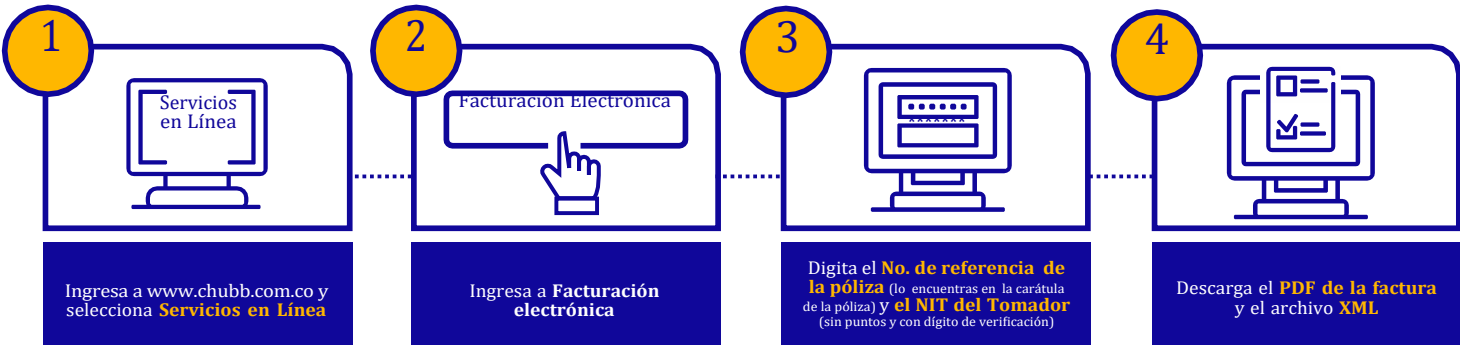 1
Servicios
en Línea
Ingresa a www.chubb.com.co y
selecciona Servicios en Línea
2
Facturación Electrónica
Ingresa a Facturación
electrónica
3
Digita el No. de referencia de
la póliza (lo encuentras en la carátula
de la póliza) y el NIT del Tomador
(sin puntos y con dígito de verificación)
4
Descarga el PDF de la factura
y el archivo XML